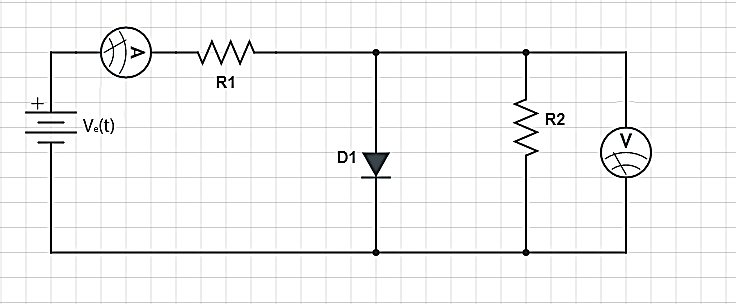 A
R1
+
Vₑ(t)
D1
R2
V